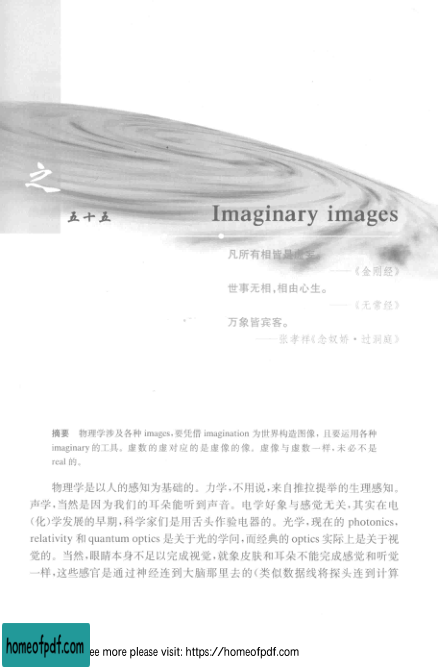 之
五十五
Imaginary images
凡所有相皆是虚妄。
——《金刚经》
世事无相,相由心生。
——《无常经》
万象皆宾客。
——张孝祥《念奴娇·过洞庭》
摘要 物理学涉及各种 images,要凭借 imagination 为世界构造图像,且要运用各种
imaginary 的工具。虚数的虚对应的是虚像的像。虚像与虚数一样,未必不是
real 的。
物理学是以人的感知为基础的。力学,不用说,来自推拉提举的生理感知。
声学,当然是因为我们的耳朵能听到声音。电学好象与感觉无关,其实在电
(化)学发展的早期,科学家们是用舌头作验电器的。光学,现在的 photonics,
relativity 和 quantum optics 是关于光的学问,而经典的 optics 实际上是关于视
觉的。当然,眼睛本身不足以完成视觉,就象皮肤和耳朵不能完成感觉和听觉
一样,这些感官是通过神经连到大脑那里去的(类似数据线将探头连到计算
homeofpdf.com
ee more please visit: https://homeofpdf.com